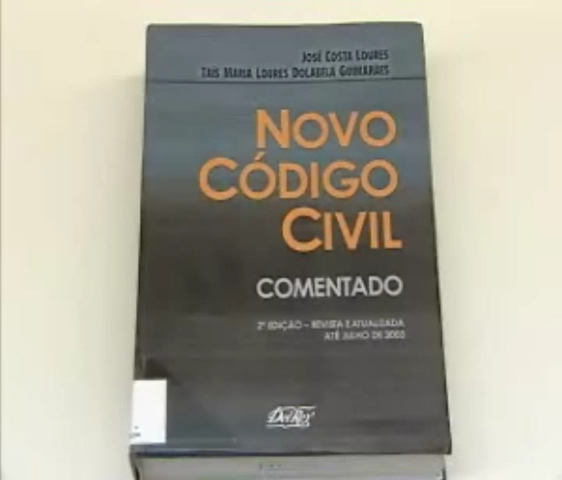 JOSÉ COSTA LOURES
TAIS MARIA LOURES DOLABELA GUIMARÃES
NOVO
CÓDIGO
CIVIL
COMENTADO
2ª EDIÇÃO – REVISTA E ATUALIZADA
ATÉ JULHO DE 2003
Del Rey